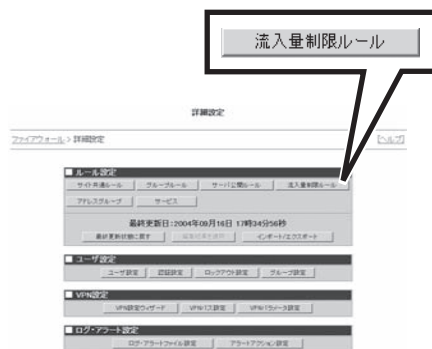 流入量制限ルール
詳細設定
ファイアウォール > 詳細設定 [ヘルプ]
■ ルール設定
サイト共通ルール グループルール サーバ公開ルール 流入量制限ルール
アドレスグループ サービス
最終更新日:2004年09月16日 17時34分56秒
最終更新状態に戻す インポート/エクスポート
■ ユーザ設定
ユーザ設定 認証設定 ロックアウト設定 グループ設定
■ VPN設定
VPN設定ウィザード VPNパス設定 VPNパラメータ設定
■ ログ・アラート設定
ログ・アラートファイル設定 アラートアクション設定